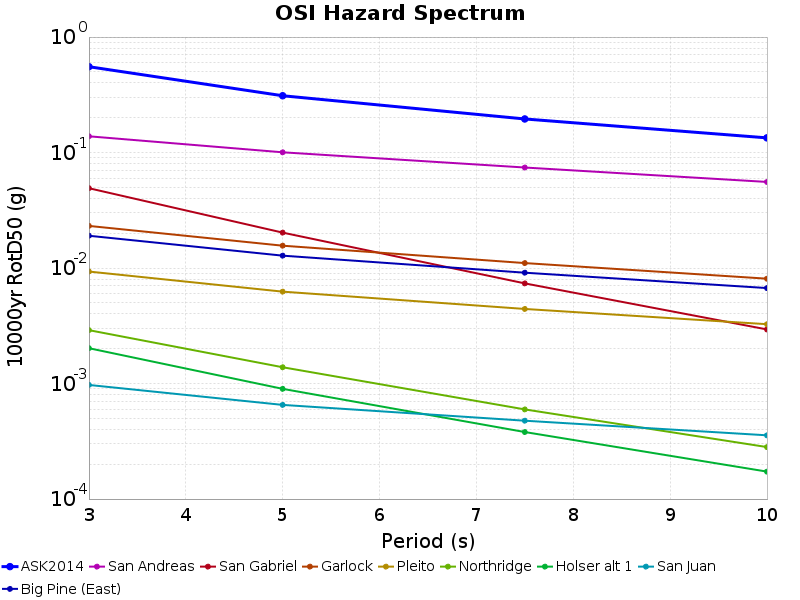 OSI Hazard Spectrum
10000yr RotD50 (g)
10^0
10^-1
10^-2
10^-3
10^-4
3 4 5 6 7 8 9 10
Period (s)
ASK2014 San Andreas San Gabriel Garlock Pleito Northridge Holser alt 1 San Juan
Big Pine (East)